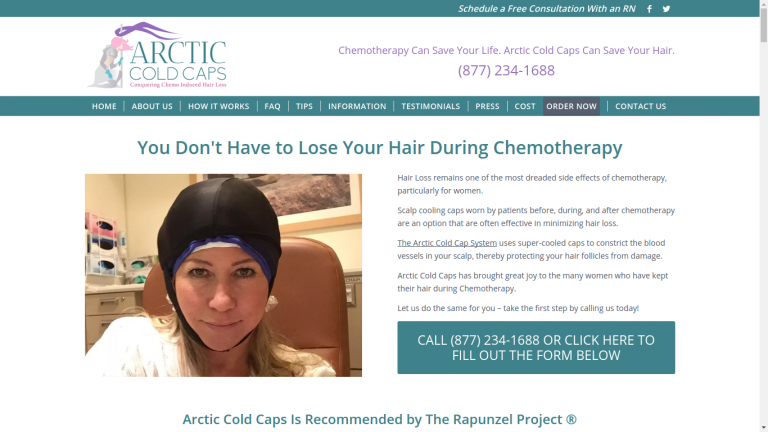 Schedule a Free Consultation With an RN
ARCTIC
COLD CAPS
Conquering Chemo Induced Hair Loss
Chemotherapy Can Save Your Life. Arctic Cold Caps Can Save Your Hair.
(877) 234-1688
HOME ABOUT US HOW IT WORKS FAQ TIPS INFORMATION TESTIMONIALS PRESS COST ORDER NOW CONTACT US
You Don't Have to Lose Your Hair During Chemotherapy
Hair Loss remains one of the most dreaded side effects of chemotherapy,
particularly for women.
Scalp cooling caps worn by patients before, during, and after chemotherapy
are an option that are often effective in minimizing hair loss.
The Arctic Cold Cap System uses super-cooled caps to constrict the blood
vessels in your scalp, thereby protecting your hair follicles from damage.
Arctic Cold Caps has brought great joy to the many women who have kept
their hair during Chemotherapy.
Let us do the same for you – take the first step by calling us today!
CALL (877) 234-1688 OR CLICK HERE TO
FILL OUT THE FORM BELOW
Arctic Cold Caps Is Recommended by The Rapunzel Project ®